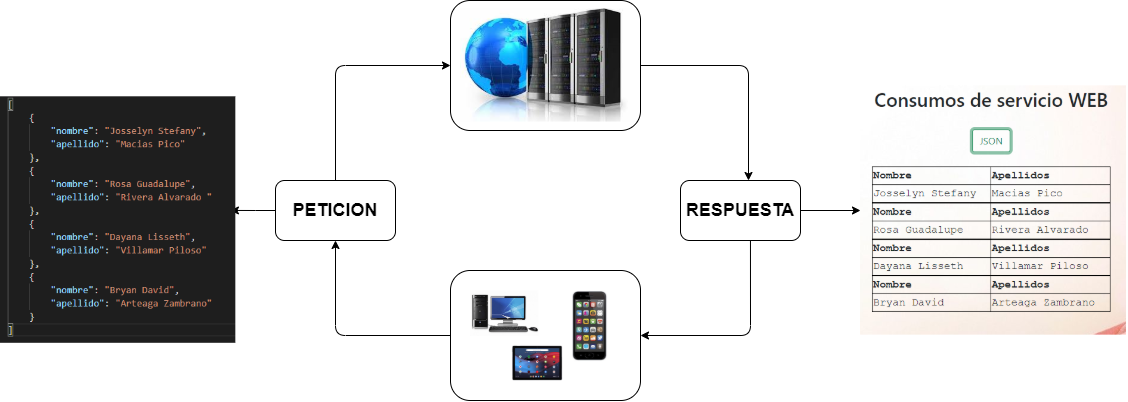 [
{
"nombre": "Josselyn Stefany",
"apellido": "Macias Pico"
},
{
"nombre": "Rosa Guadalupe",
"apellido": "Rivera Alvarado "
},
{
"nombre": "Dayana Lisseth",
"apellido": "Villamar Piloso"
},
{
"nombre": "Bryan David",
"apellido": "Arteaga Zambrano"
}
]
PETICION
RESPUESTA
Consumos de servicio WEB
JSON
Nombre Apellidos
Josselyn Stefany Macias Pico
Nombre Apellidos
Rosa Guadalupe Rivera Alvarado
Nombre Apellidos
Dayana Lisseth Villamar Piloso
Nombre Apellidos
Bryan David Arteaga Zambrano